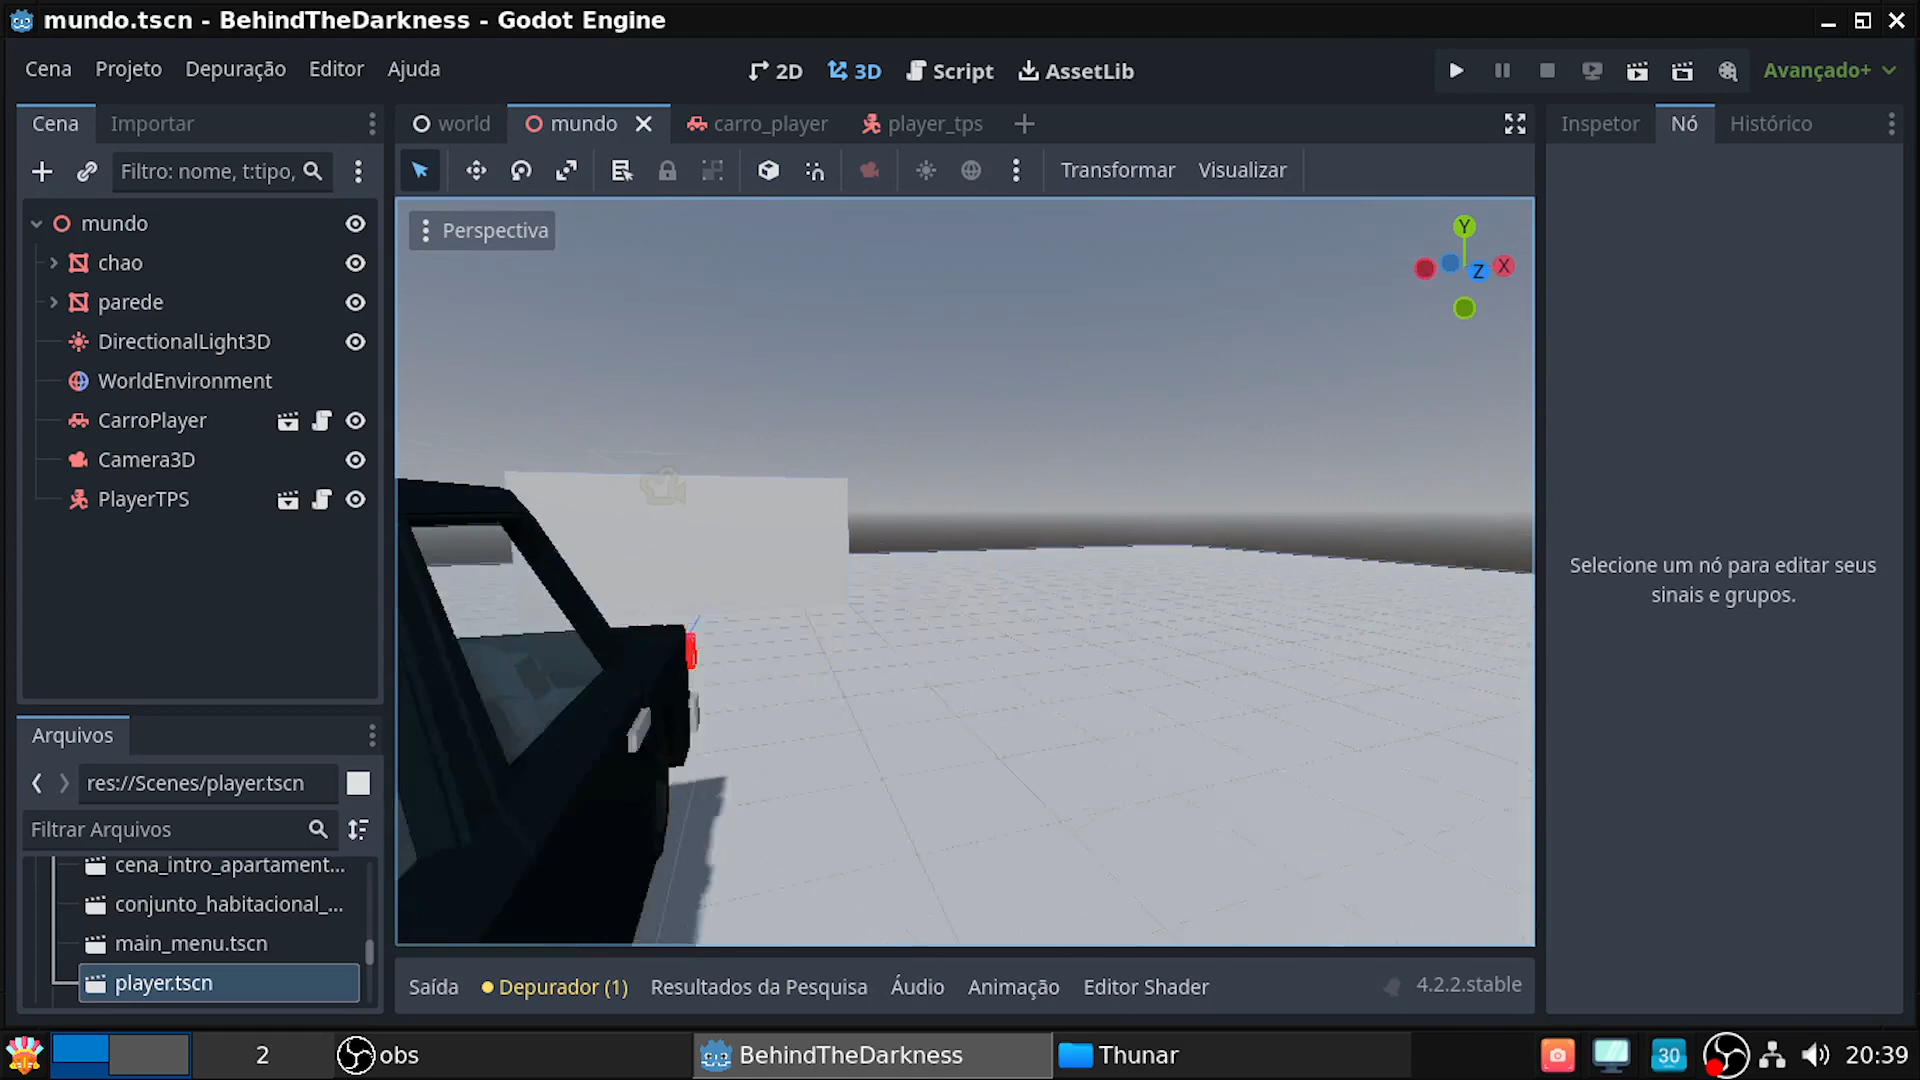 mundo.tscn - BehindTheDarkness - Godot Engine
Cena Projeto Depuração Editor Ajuda
2D 3D Script AssetLib
Avançado+
Cena Importar
world mundo carro_player player_tps
Inspetor Nó Histórico
Filtro: nome, t:tipo,
Transformar Visualizar
mundo
chao
parede
DirectionalLight3D
WorldEnvironment
CarroPlayer
Camera3D
PlayerTPS
Perspectiva
Y
X
Z
Selecione um nó para editar seus
sinais e grupos.
Arquivos
res://Scenes/player.tscn
Filtrar Arquivos
cena_intro_apartament...
conjunto_habitacional_...
main_menu.tscn
player.tscn
Saída Depurador (1) Resultados da Pesquisa Áudio Animação Editor Shader
4.2.2.stable
2 obs BehindTheDarkness Thunar 30 20:39